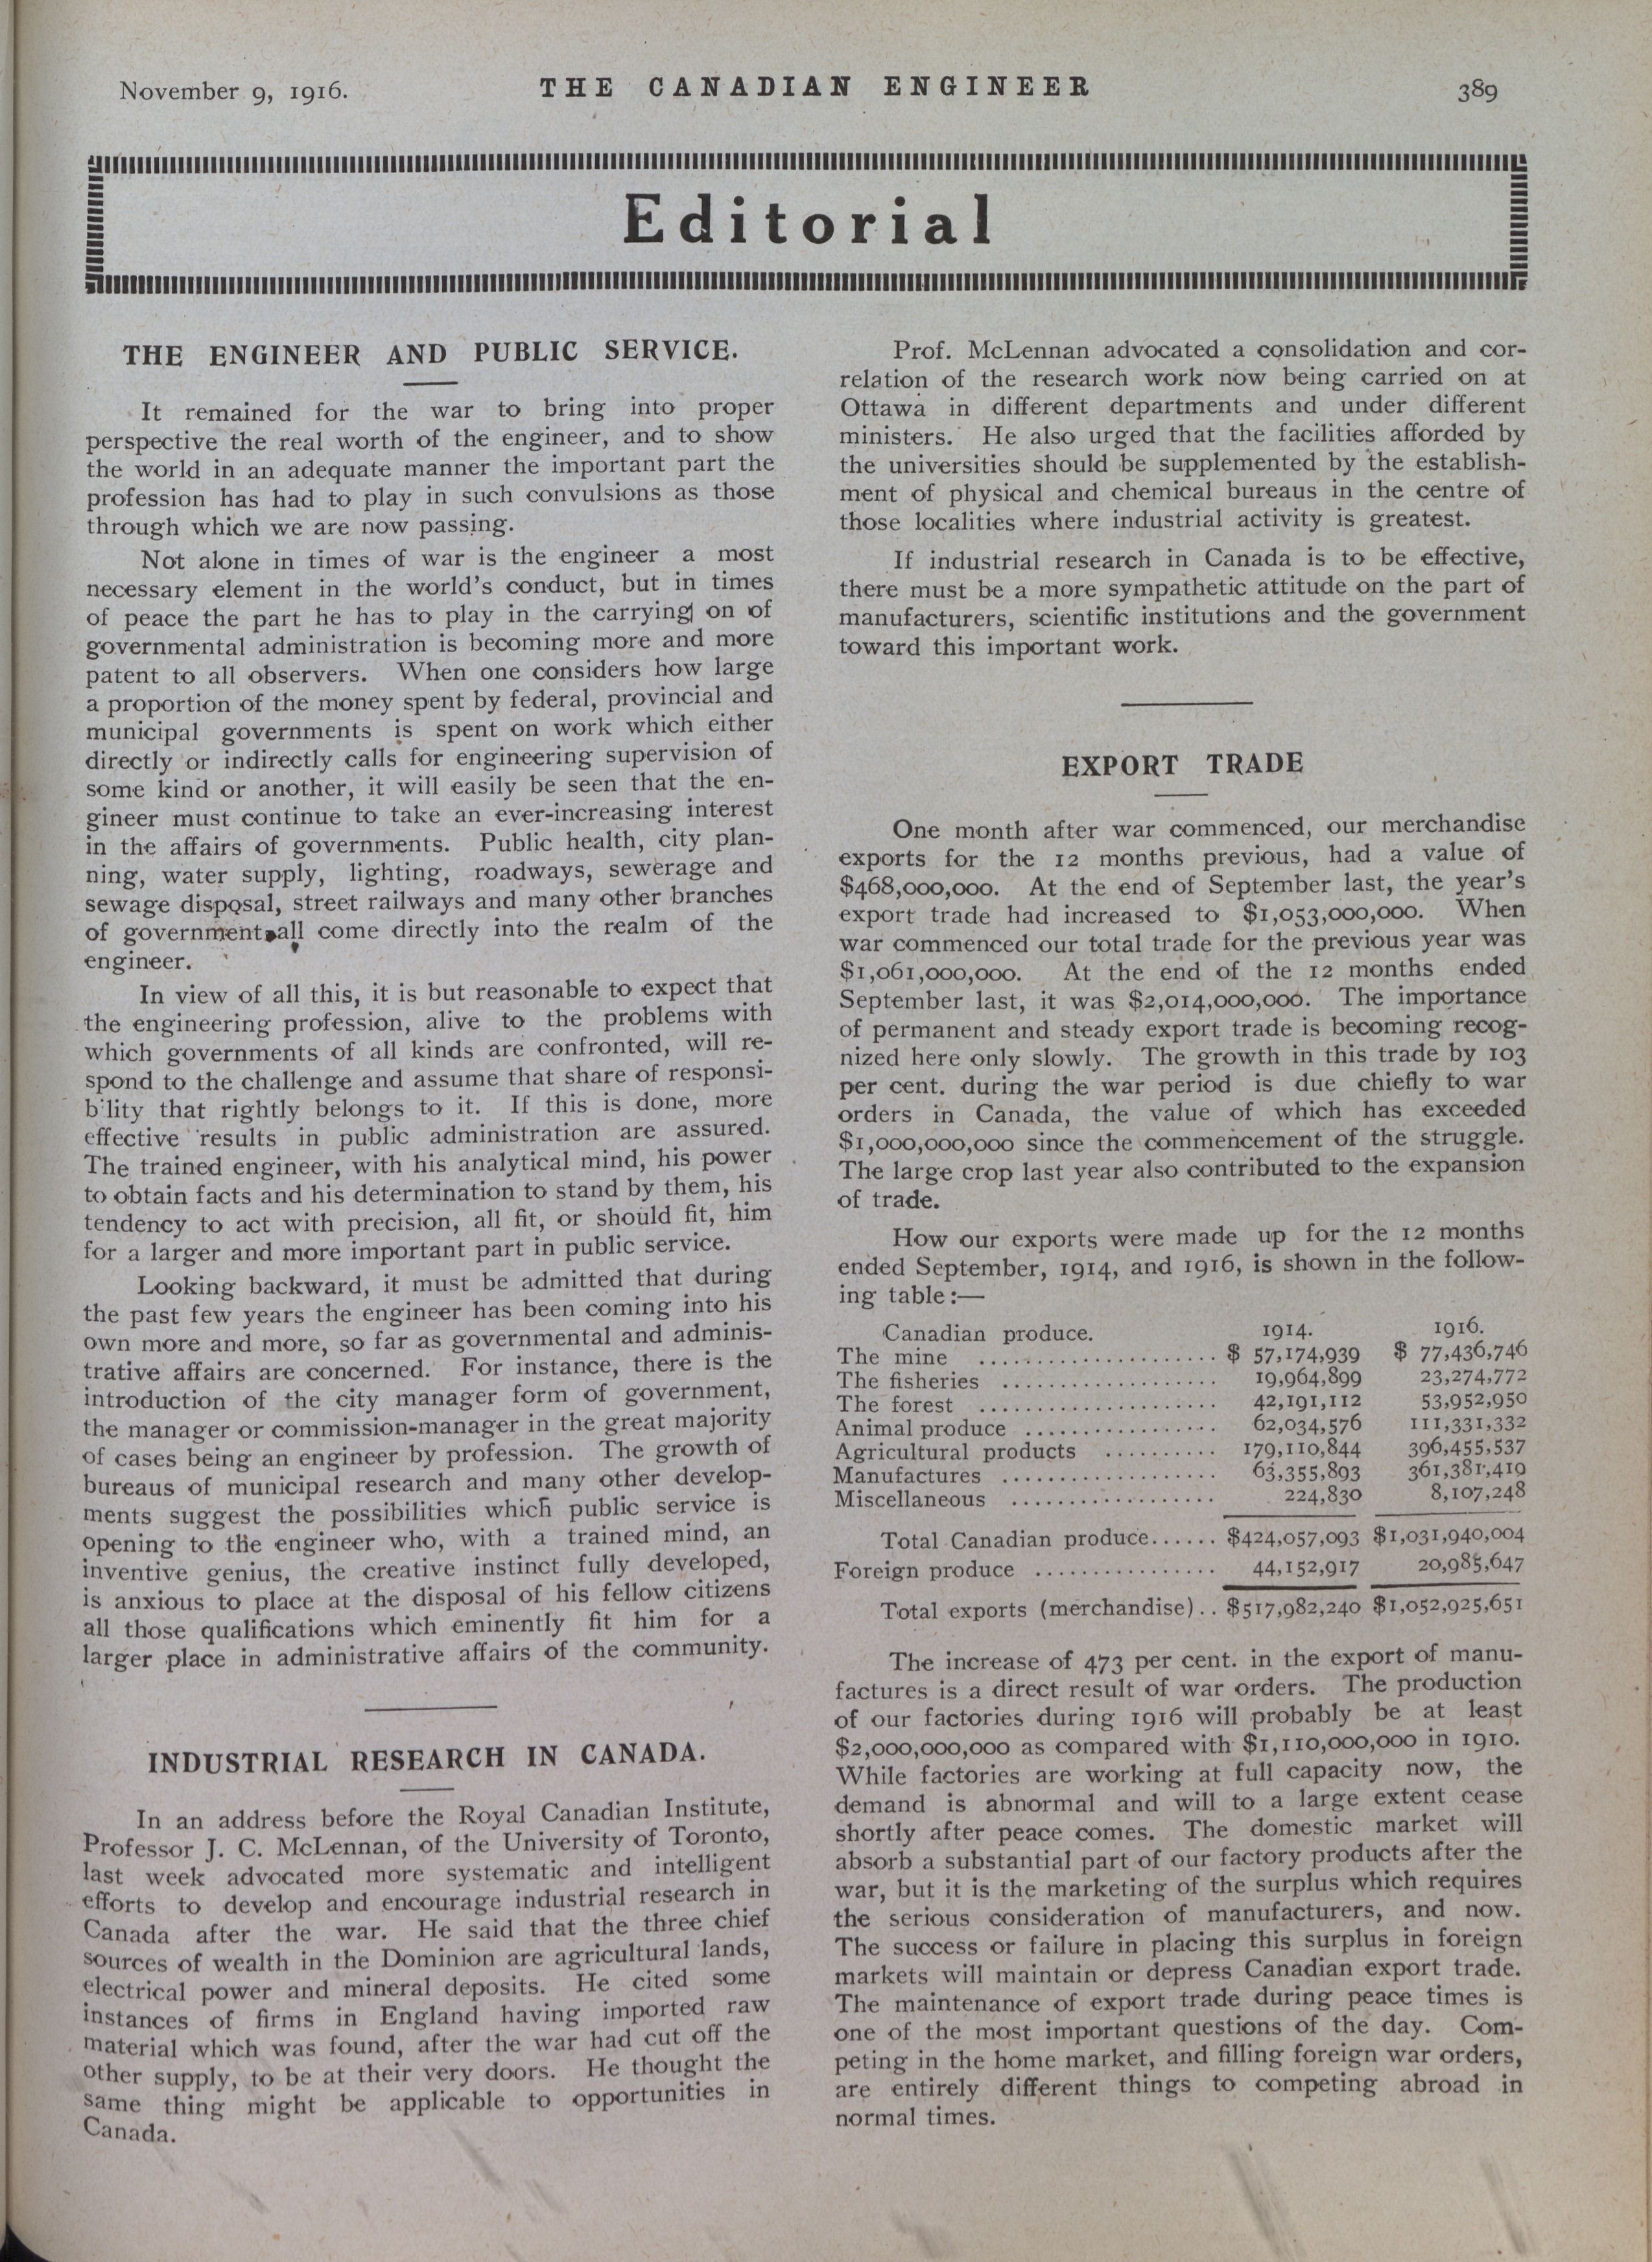 November 9, 1916.
THE CANADIAN ENGINEER
389
Editorial
THE ENGINEER AND PUBLIC SERVICE.
It remained for the war to bring into proper
perspective the real worth of the engineer, and to show
the world in an adequate manner the important part the
profession has had to play in such convulsions as those
through which we are now passing.
Not alone in times of war is the engineer a most
necessary element in the world's conduct, but in times
of peace the part he has to play in the carrying on of
governmental administration is becoming more and more
patent to all observers. When one considers how large
a proportion of the money spent by federal, provincial and
municipal governments is spent on work which either
directly or indirectly calls for engineering supervision of
some kind or another, it will easily be seen that the en-
gineer must continue to take an ever-increasing interest
in the affairs of governments. Public health, city plan-
ning, water supply, lighting, roadways, sewerage and
sewage disposal, street railways and many other branches
of government all come directly into the realm of the
engineer.
In view of all this, it is but reasonable to expect that
the engineering profession, alive to the problems with
which governments of all kinds are confronted, will re-
spond to the challenge and assume that share of responsi-
b'lity that rightly belongs to it. If this is done, more
effective results in public administration are assured.
The trained engineer, with his analytical mind, his power
to obtain facts and his determination to stand by them, his
tendency to act with precision, all fit, or should fit, him
for a larger and more important part in public service.
Looking backward, it must be admitted that during
the past few years the engineer has been coming into his
own more and more, so far as governmental and adminis-
trative affairs are concerned. For instance, there is the
introduction of the city manager form of government,
the manager or commission-manager in the great majority
of cases being an engineer by profession. The growth of
bureaus of municipal research and many other develop-
ments suggest the possibilities which public service is
opening to the engineer who, with a trained mind, an
inventive genius, the creative instinct fully developed,
is anxious to place at the disposal of his fellow citizens
all those qualifications which eminently fit him for a
larger place in administrative affairs of the community.
INDUSTRIAL RESEARCH IN CANADA.
In an address before the Royal Canadian Institute,
Professor J. C. McLennan, of the University of Toronto,
last week advocated more systematic and intelligent
efforts to develop and encourage industrial research in
Canada after the war. He said that the three chief
sources of wealth in the Dominion are agricultural lands,
electrical power and mineral deposits. He cited some
instances of firms in England having imported raw
material which was found, after the war had cut off the
other supply, to be at their very doors. He thought the
same thing might be applicable to opportunities in
Canada.
Prof. McLennan advocated a consolidation and cor-
relation of the research work now being carried on at
Ottawa in different departments and under different
ministers. He also urged that the facilities afforded by
the universities should be supplemented by the establish-
ment of physical and chemical bureaus in the centre of
those localities where industrial activity is greatest.
If industrial research in Canada is to be effective,
there must be a more sympathetic attitude on the part of
manufacturers, scientific institutions and the government
toward this important work.
EXPORT TRADE
One month after war commenced, our merchandise
exports for the 12 months previous, had a value of
$468,000,000. At the end of September last, the year's
export trade had increased to $1,053,000,000. When
war commenced our total trade for the previous year was
$1,061,000,000. At the end of the 12 months ended
September last, it was $2,014,000,000. The importance
of permanent and steady export trade is becoming recog-
nized here only slowly. The growth in this trade by 103
per cent. during the war period is due chiefly to war
orders in Canada, the value of which has exceeded
$1,000,000,000 since the commencement of the struggle.
The large crop last year also contributed to the expansion
of trade.
How our exports were made up for the 12 months
ended September, 1914, and 1916, is shown in the follow-
ing table:—
Canadian produce. 1914. 1916.
The mine ..................... $ 57,174,939 $ 77,436,746
The fisheries .................. 19,964,899 23,274,772
The forest ..................... 42,191,112 53,952,950
Animal produce ................ 62,034,576 111,331,332
Agricultural products .......... 179,110,844 396,455,537
Manufactures ................... 63,355,893 361,381,419
Miscellaneous .................. 224,830 8,107,248
Total Canadian produce...... $424,057,093 $1,031,940,004
Foreign produce ............... 44,152,917 20,985,647
Total exports (merchandise).. $517,982,240 $1,052,925,651
The increase of 473 per cent. in the export of manu-
factures is a direct result of war orders. The production
of our factories during 1916 will probably be at least
$2,000,000,000 as compared with $1,110,000,000 in 1910.
While factories are working at full capacity now, the
demand is abnormal and will to a large extent cease
shortly after peace comes. The domestic market will
absorb a substantial part of our factory products after the
war, but it is the marketing of the surplus which requires
the serious consideration of manufacturers, and now.
The success or failure in placing this surplus in foreign
markets will maintain or depress Canadian export trade.
The maintenance of export trade during peace times is
one of the most important questions of the day. Com-
peting in the home market, and filling foreign war orders,
are entirely different things to competing abroad in
normal times.